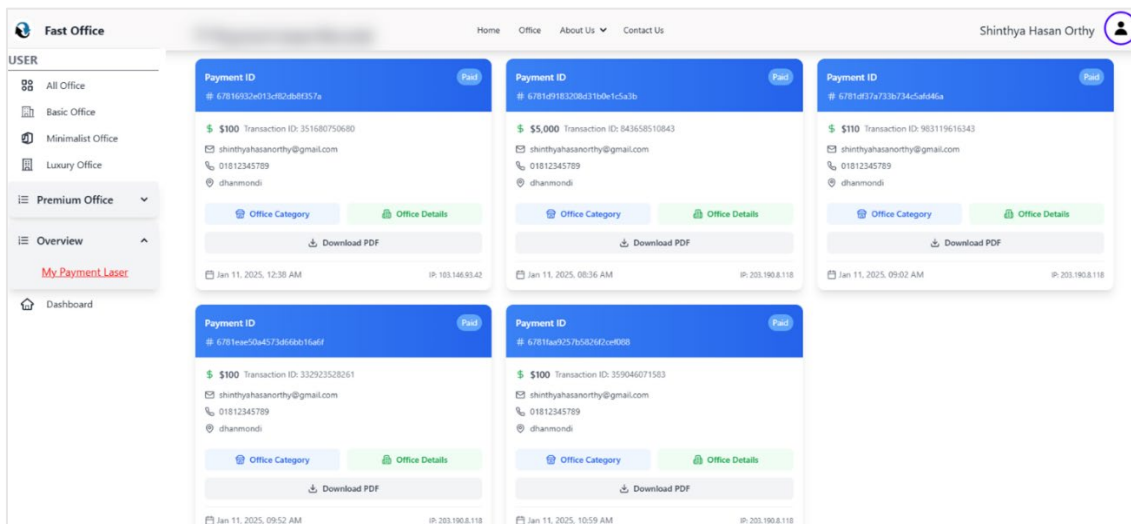 Fast Office
Home Office About Us Contact Us
Shinthya Hasan Orthy
USER
All Office
Basic Office
Minimalist Office
Luxury Office
Premium Office
Overview
My Payment Laser
Dashboard
Payment ID Paid
# 67816932e013cf82db8f357a
$100 Transaction ID: 351680750680
shinthyahasanorthy@gmail.com
01812345789
dhanmondi
Office Category Office Details
Download PDF
Jan 11, 2025, 12:38 AM IP: 103.146.93.42
Payment ID Paid
# 6781d9183208d31b0e1c5a3b
$5,000 Transaction ID: 843658510843
shinthyahasanorthy@gmail.com
01812345789
dhanmondi
Office Category Office Details
Download PDF
Jan 11, 2025, 08:36 AM IP: 203.190.8.118
Payment ID Paid
# 6781df37a733b734c5afd46a
$110 Transaction ID: 983119616343
shinthyahasanorthy@gmail.com
01812345789
dhanmondi
Office Category Office Details
Download PDF
Jan 11, 2025, 09:02 AM IP: 203.190.8.118
Payment ID Paid
# 6781eae50a4573d66bb16a6f
$100 Transaction ID: 332923528261
shinthyahasanorthy@gmail.com
01812345789
dhanmondi
Office Category Office Details
Download PDF
Jan 11, 2025, 09:52 AM IP: 203.190.8.118
Payment ID Paid
# 6781faa9257b5826f2cef088
$100 Transaction ID: 359046071583
shinthyahasanorthy@gmail.com
01812345789
dhanmondi
Office Category Office Details
Download PDF
Jan 11, 2025, 10:59 AM IP: 203.190.8.118